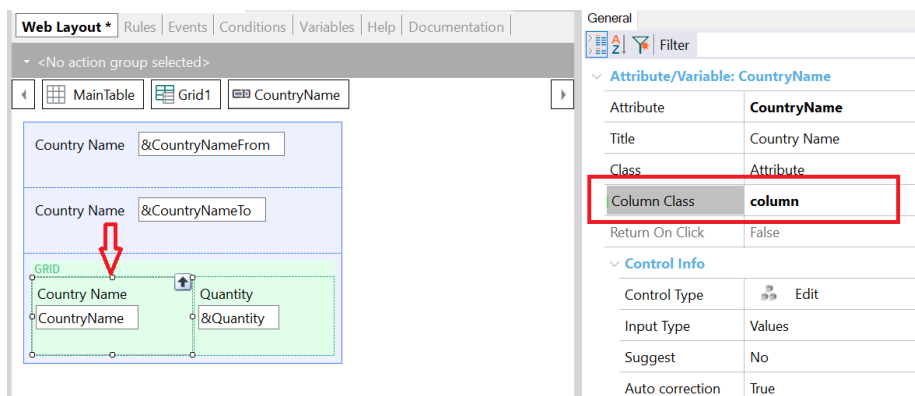 Web Layout * Rules Events Conditions Variables Help Documentation
<No action group selected>
MainTable Grid1 CountryName
Country Name &CountryNameFrom
Country Name &CountryNameTo
GRID
Country Name Quantity
CountryName &Quantity
General
Filter
Attribute/Variable: CountryName
Attribute CountryName
Title Country Name
Class Attribute
Column Class column
Return On Click False
Control Info
Control Type Edit
Input Type Values
Suggest No
Auto correction True